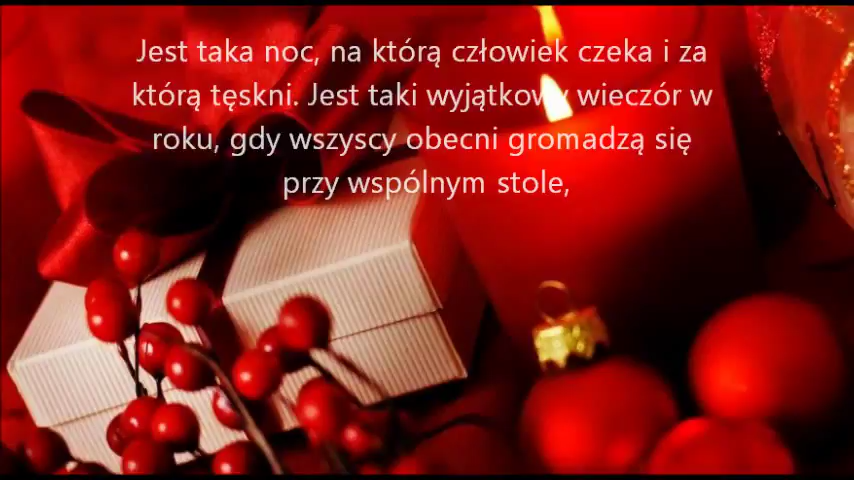 Jest taka noc, na którą człowiek czeka i za
którą tęskni. Jest taki wyjątkowy wieczór w
roku, gdy wszyscy obecni gromadzą się
przy wspólnym stole,